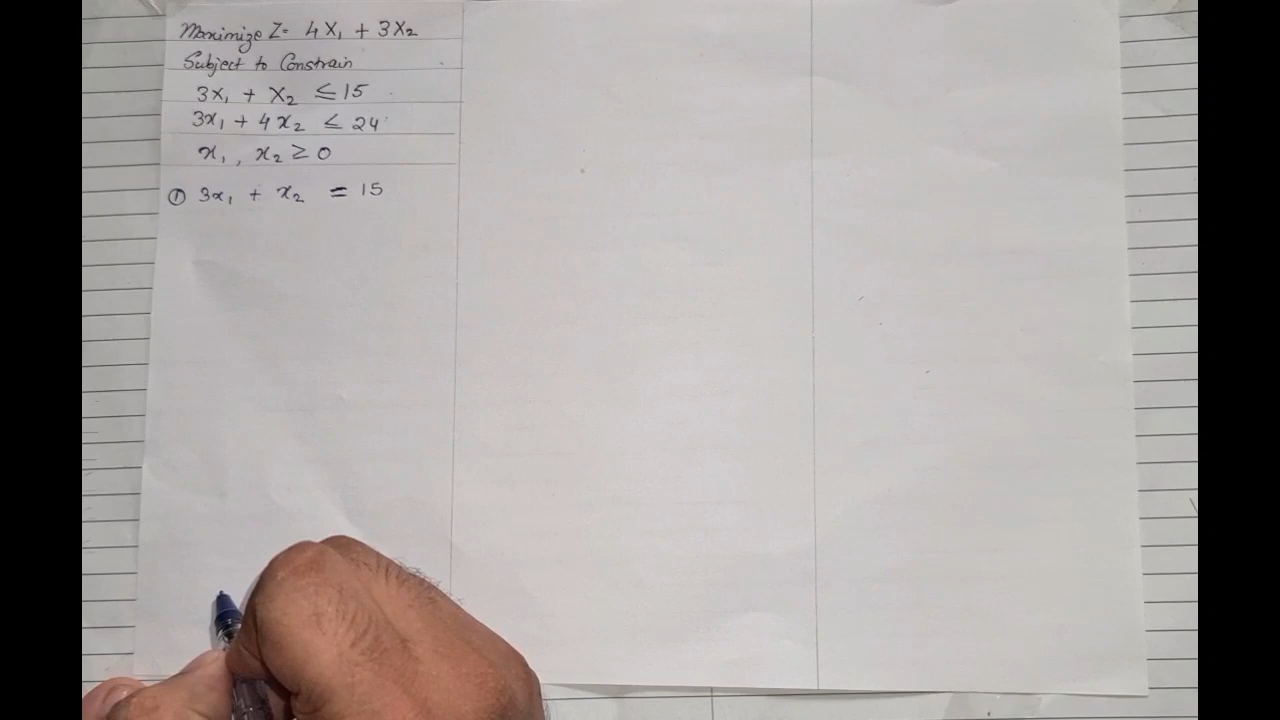 Maximize Z = 4X₁ + 3X₂
Subject to Constrain
3x₁ + x₂ ≤ 15
3x₁ + 4x₂ ≤ 24
x₁, x₂ ≥ 0
① 3x₁ + x₂ = 15